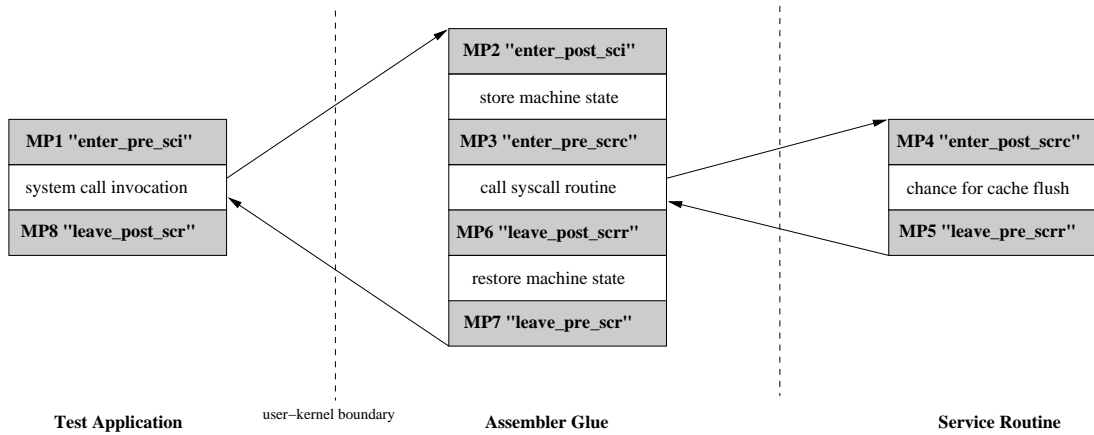 MP1 "enter_pre_sci"
system call invocation
MP8 "leave_post_scr"
MP2 "enter_post_sci"
store machine state
MP3 "enter_pre_scrc"
call syscall routine
MP6 "leave_post_scrr"
restore machine state
MP7 "leave_pre_scr"
MP4 "enter_post_scrc"
chance for cache flush
MP5 "leave_pre_scrr"
Test Application
user−kernel boundary
Assembler Glue
Service Routine